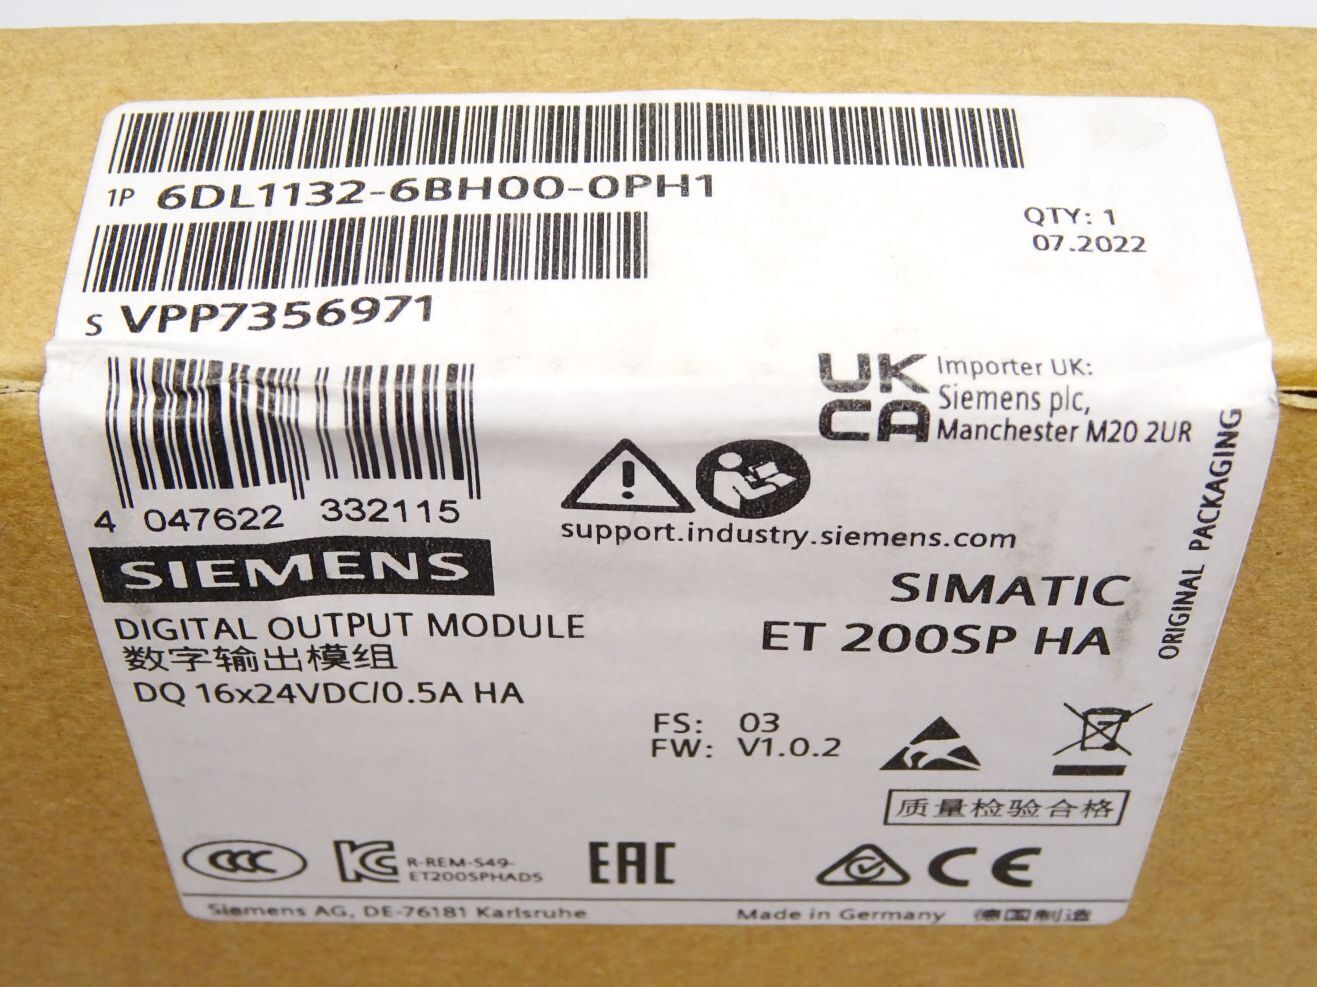 1P 6DL1132-6BH00-0PH1
QTY: 1
07.2022
S VPP7356971
4 047622 332115
UK
CA
Importer UK:
Siemens plc,
Manchester M20 2UR
ORIGINAL PACKAGING
support.industry.siemens.com
SIEMENS
SIMATIC
ET 200SP HA
DIGITAL OUTPUT MODULE
数字输出模组
DQ 16x24VDC/0.5A HA
FS: 03
FW: V1.0.2
质量检验合格
CCC
KC
R-REM-S49-
ET200SPHADS
EAC
CE
Siemens AG, DE-76181 Karlsruhe
Made in Germany 德国制造